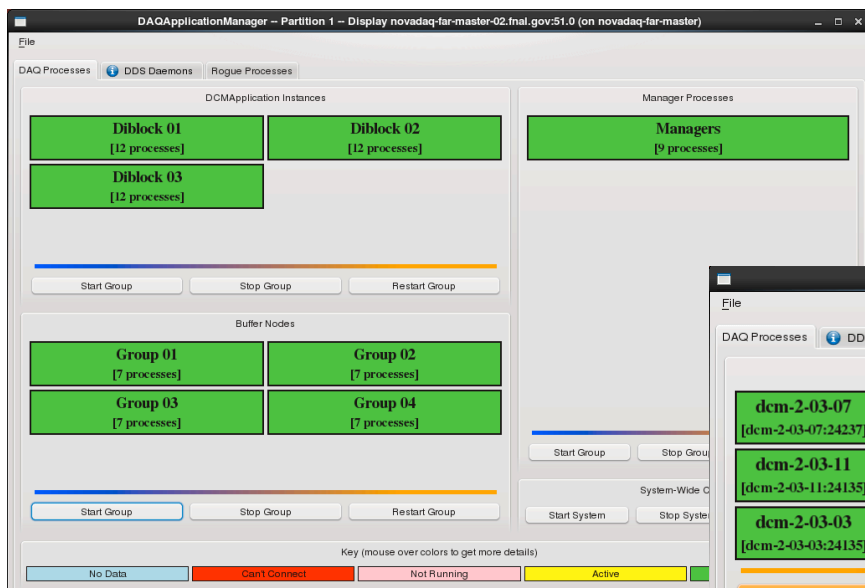 DAQApplicationManager -- Partition 1 -- Display novadaq-far-master-02.fnal.gov:51.0 (on novadaq-far-master)
File
DAQ Processes DDS Daemons Rogue Processes
DCMApplication Instances
Diblock 01
[12 processes]
Diblock 02
[12 processes]
Diblock 03
[12 processes]
Start Group Stop Group Restart Group
Buffer Nodes
Group 01
[7 processes]
Group 02
[7 processes]
Group 03
[7 processes]
Group 04
[7 processes]
Start Group Stop Group Restart Group
Manager Processes
Managers
[9 processes]
Start Group Stop Grou
System-Wide C
Start System Stop Syste
Key (mouse over colors to get more details)
No Data Can't Connect Not Running Active
File
DAQ Processes DD
dcm-2-03-07
[dcm-2-03-07:24237]
dcm-2-03-11
[dcm-2-03-11:24135]
dcm-2-03-03
[dcm-2-03-03:24135]